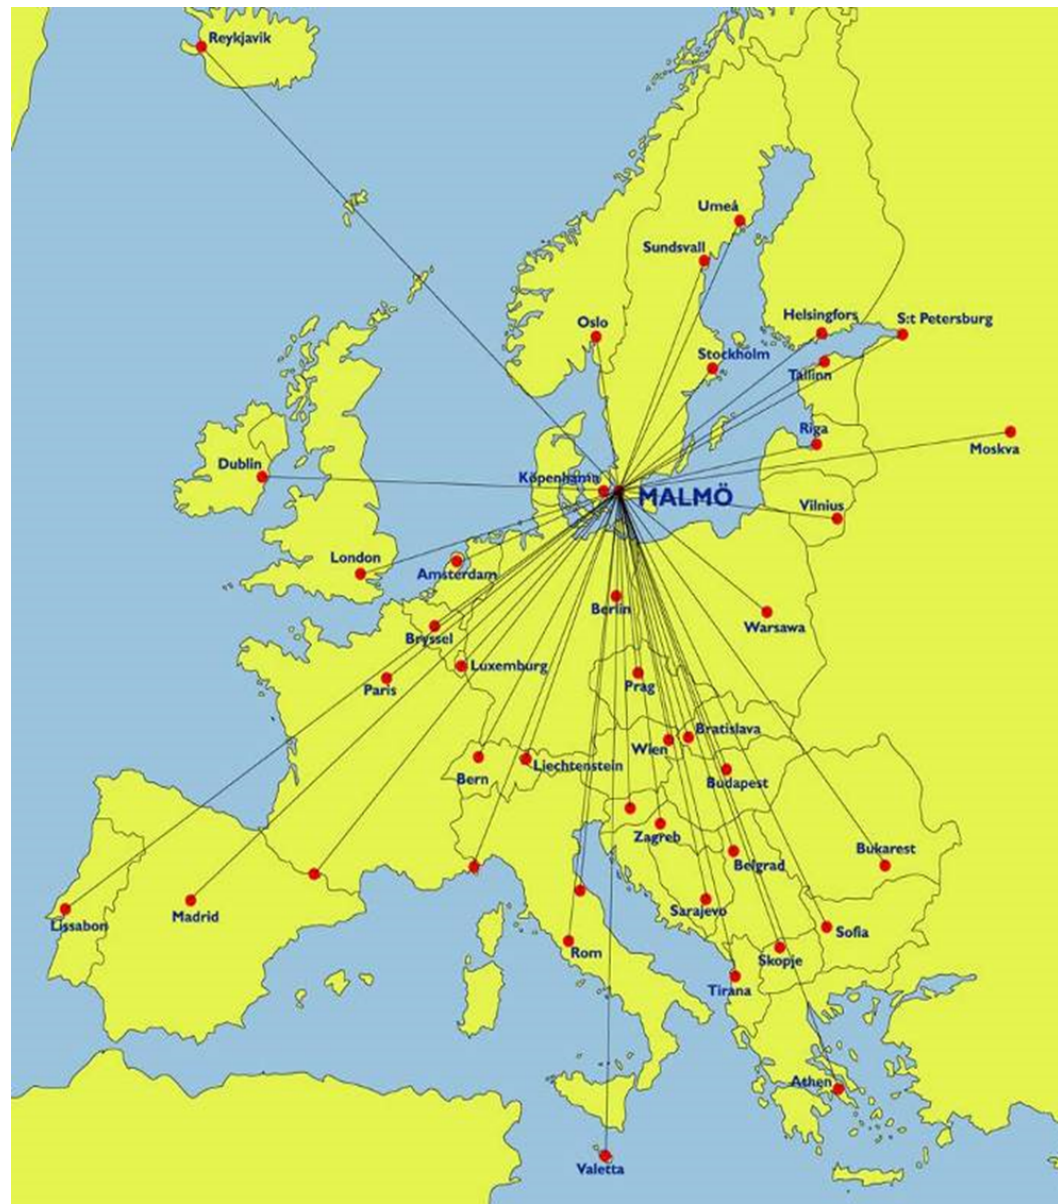 Reykjavik
Umeå
Sundsvall
Oslo
Helsingfors
S:t Petersburg
Stockholm
Tallinn
Riga
Moskva
Dublin
Köpenhamn
MALMÖ
Vilnius
London
Amsterdam
Berlin
Warsawa
Bryssel
Luxemburg
Paris
Prag
Bratislava
Wien
Bern
Liechtenstein
Budapest
Zagreb
Belgrad
Bukarest
Lissabon
Madrid
Sarajevo
Sofia
Rom
Skopje
Tirana
Athen
Valetta